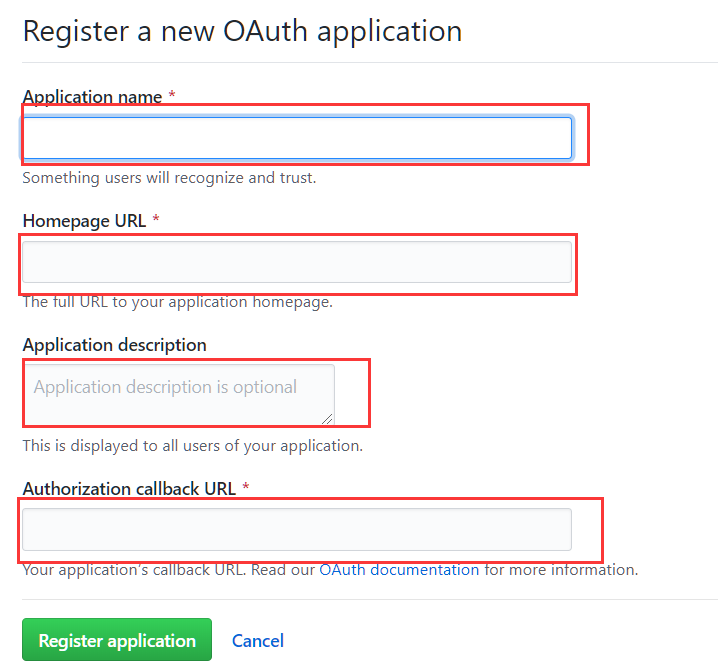 Register a new OAuth application
Application name *
Something users will recognize and trust.
Homepage URL *
The full URL to your application homepage.
Application description
Application description is optional
This is displayed to all users of your application.
Authorization callback URL *
Your application's callback URL. Read our OAuth documentation for more information.
Register application Cancel